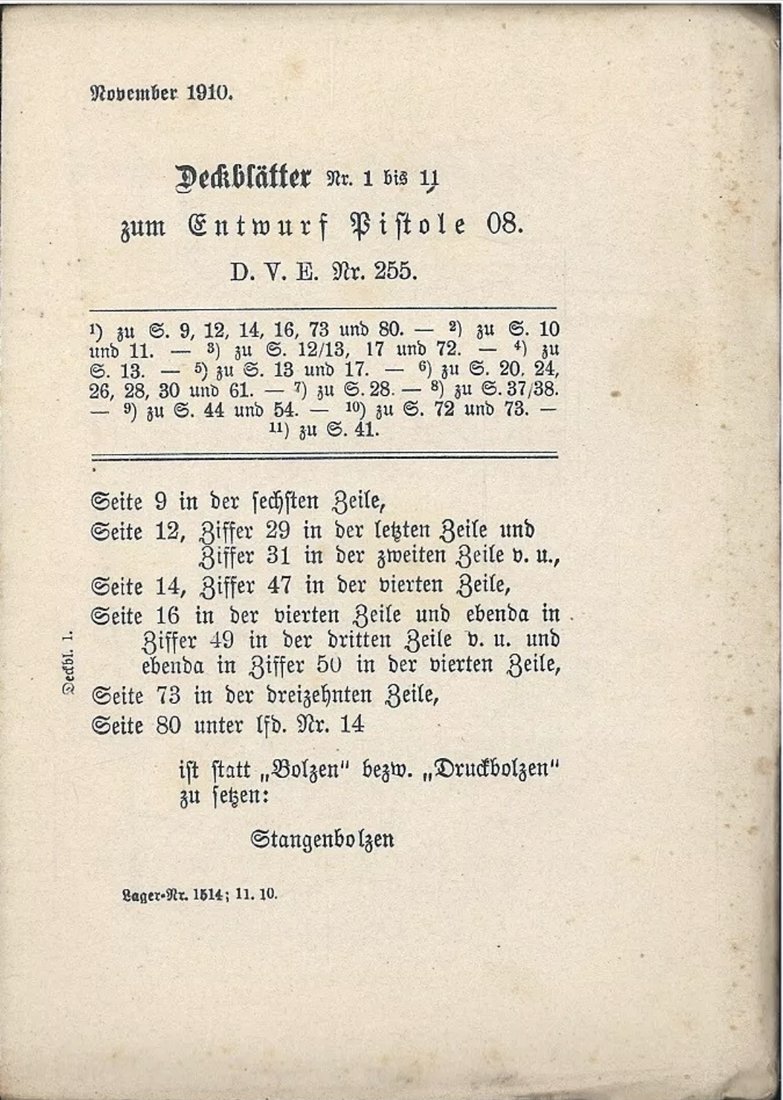 November 1910.
Deckblätter Nr. 1 bis 11
zum Entwurf Pistole 08.
D. V. E. Nr. 255.
¹) zu S. 9, 12, 14, 16, 73 und 80. — ²) zu S. 10
und 11. — ³) zu S. 12/13, 17 und 72. — ⁴) zu
S. 13. — ⁵) zu S. 13 und 17. — ⁶) zu S. 20, 24,
26, 28, 30 und 61. — ⁷) zu S. 28. — ⁸) zu S. 37/38.
— ⁹) zu S. 44 und 54. — ¹⁰) zu S. 72 und 73. —
¹¹) zu S. 41.
Seite 9 in der sechsten Zeile,
Seite 12, Ziffer 29 in der letzten Zeile und
Ziffer 31 in der zweiten Zeile v. u.,
Seite 14, Ziffer 47 in der vierten Zeile,
Seite 16 in der vierten Zeile und ebenda in
Ziffer 49 in der dritten Zeile v. u. und
ebenda in Ziffer 50 in der vierten Zeile,
Seite 73 in der dreizehnten Zeile,
Seite 80 unter lfd. Nr. 14
Deckbl. 1.
ist statt „Bolzen" bezw. „Druckbolzen"
zu setzen:
Stangenbolzen
Lager-Nr. 1514; 11. 10.